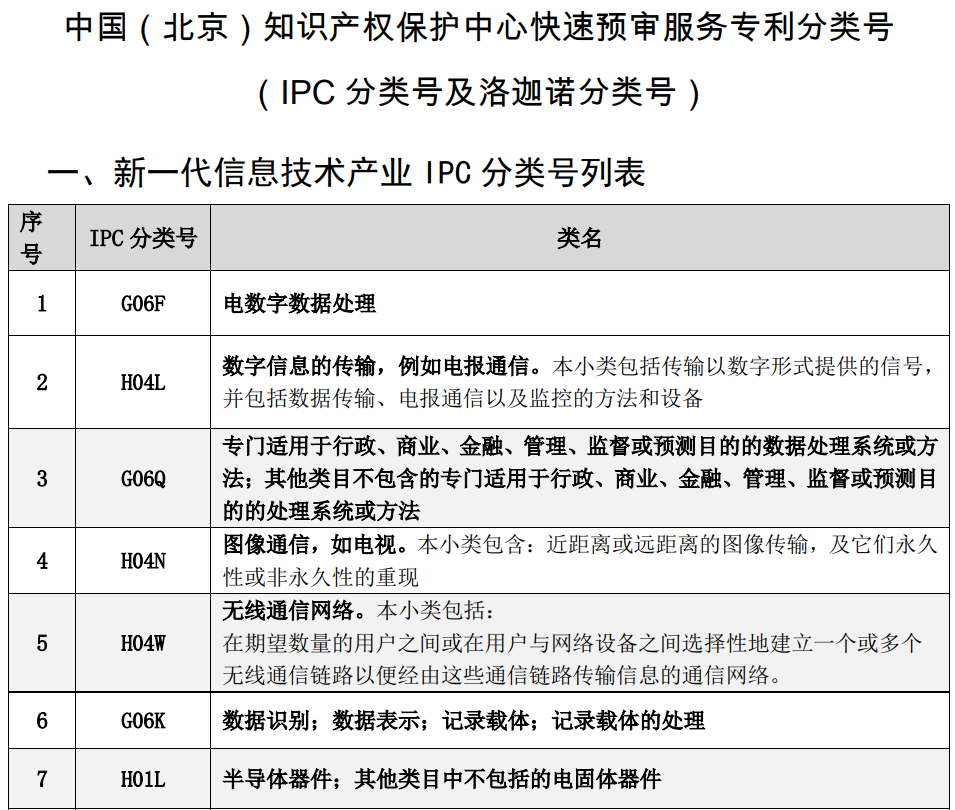 中国（北京）知识产权保护中心快速预审服务专利分类号
（IPC 分类号及洛迦诺分类号）
一、新一代信息技术产业 IPC 分类号列表
序
号
IPC 分类号
类名
1
G06F
电数字数据处理
2
H04L
数字信息的传输，例如电报通信。本小类包括传输以数字形式提供的信号，
并包括数据传输、电报通信以及监控的方法和设备
3
G06Q
专门适用于行政、商业、金融、管理、监督或预测目的的数据处理系统或方
法；其他类目不包含的专门适用于行政、商业、金融、管理、监督或预测目
的的处理系统或方法
4
H04N
图像通信，如电视。本小类包含：近距离或远距离的图像传输，及它们永久
性或非永久性的重现
5
H04W
无线通信网络。本小类包括：
在期望数量的用户之间或在用户与网络设备之间选择性地建立一个或多个
无线通信链路以便经由这些通信链路传输信息的通信网络。
6
G06K
数据识别；数据表示；记录载体；记录载体的处理
7
H01L
半导体器件；其他类目中不包括的电固体器件